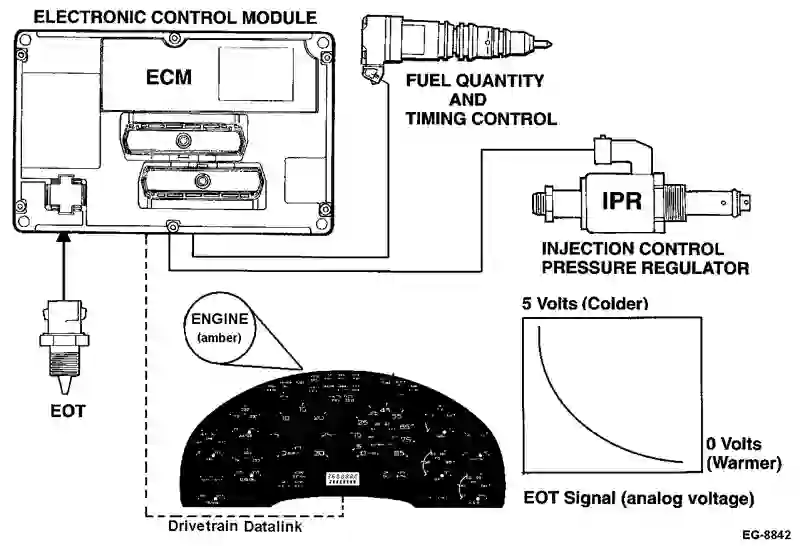 ELECTRONIC CONTROL MODULE
ECM
FUEL QUANTITY
AND
TIMING CONTROL
IPR
INJECTION CONTROL
PRESSURE REGULATOR
EOT
ENGINE
(amber)
5 Volts (Colder)
0 Volts
(Warmer)
EOT Signal (analog voltage)
Drivetrain Datalink
EG-8842